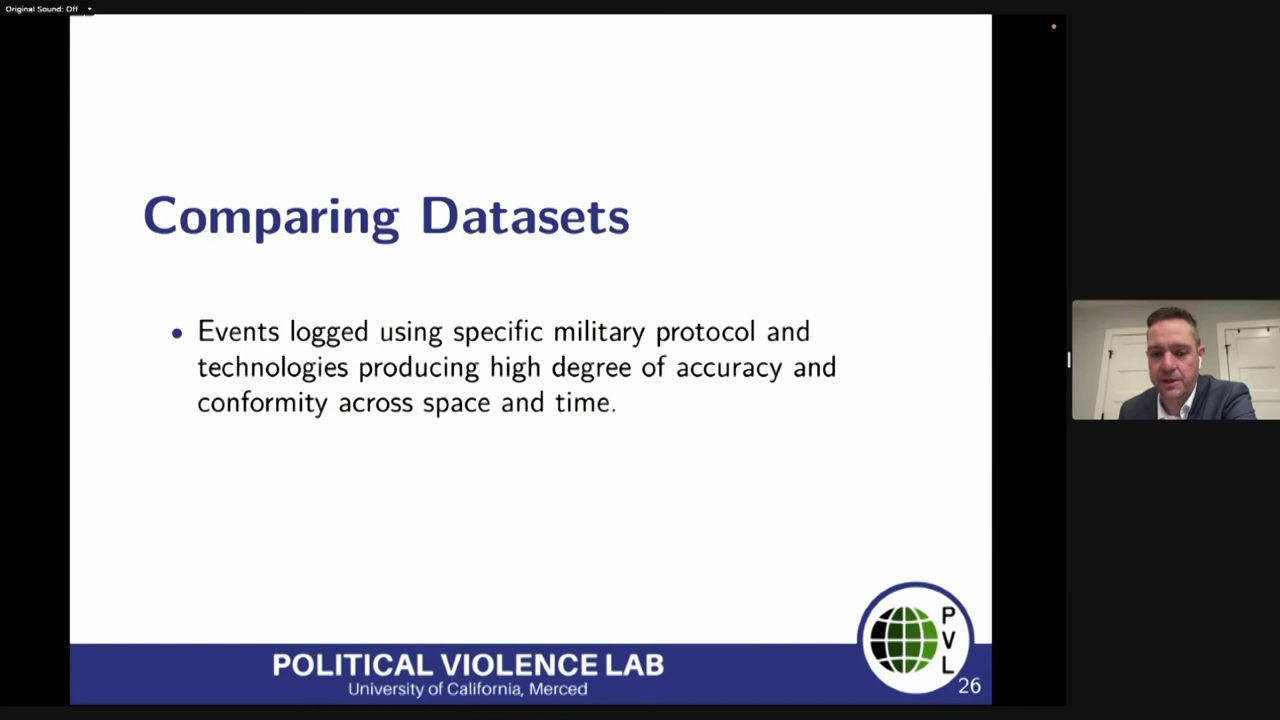 Original Sound: Off
Comparing Datasets
• Events logged using specific military protocol and
technologies producing high degree of accuracy and
conformity across space and time.
POLITICAL VIOLENCE LAB
University of California, Merced
P
V
L
26